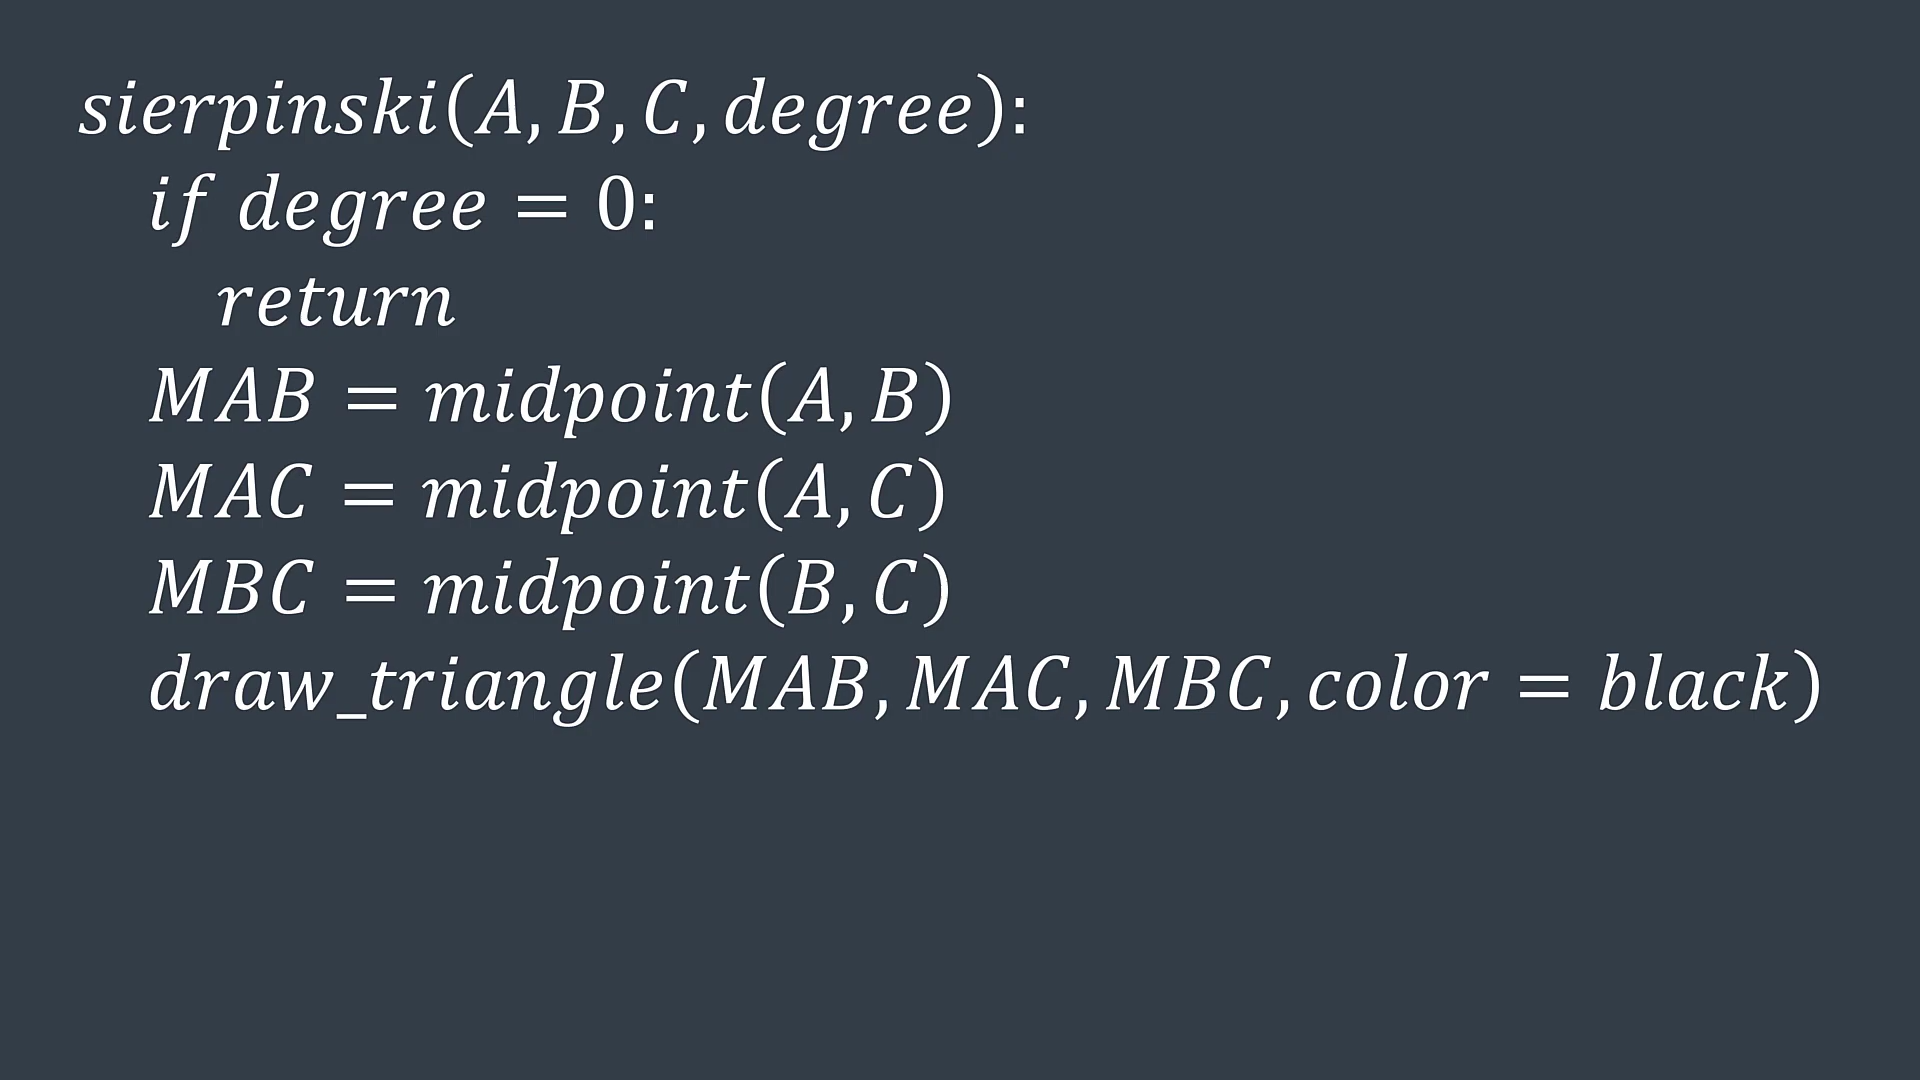 sierpinski(A, B, C, degree):
if degree = 0:
return
MAB = midpoint(A, B)
MAC = midpoint(A, C)
MBC = midpoint(B, C)
draw_triangle(MAB, MAC, MBC, color = black)